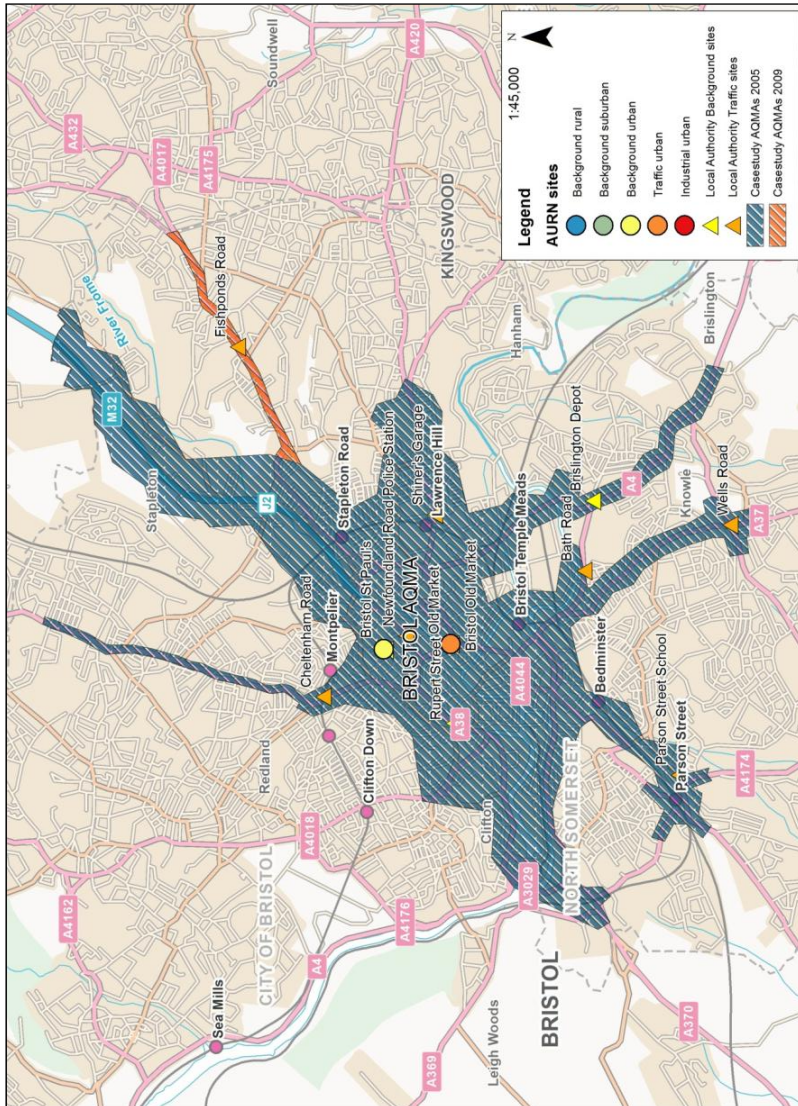 A432
A4017
A4175
A420
Soundwell
River Frome
M32
Fishponds Road
KINGSWOOD
Stapleton
J2
Stapleton Road
Shiner's Garage
Lawrence Hill
Hanham
Brislington
Cheltenham Road
Montpelier
Bristol St Paul's
Newfoundland Road Police Station
BRISTOL AQMA
Rupert Street
Old Market
Bristol Old Market
Bristol Temple Meads
Bath Road
Brislington Depot
A4
Knowle
Wells Road
A37
Redland
Clifton Down
A4018
A38
A4044
Bedminster
Parson Street School
Parson Street
A4174
Clifton
NORTH SOMERSET
A3029
A4162
CITY OF BRISTOL
A4176
A4
Sea Mills
Leigh Woods
A369
BRISTOL
A370
1:45,000
N
Legend
AURN sites
Background rural
Background suburban
Background urban
Traffic urban
Industrial urban
Local Authority Background sites
Local Authority Traffic sites
Casestudy AQMAs 2005
Casestudy AQMAs 2009